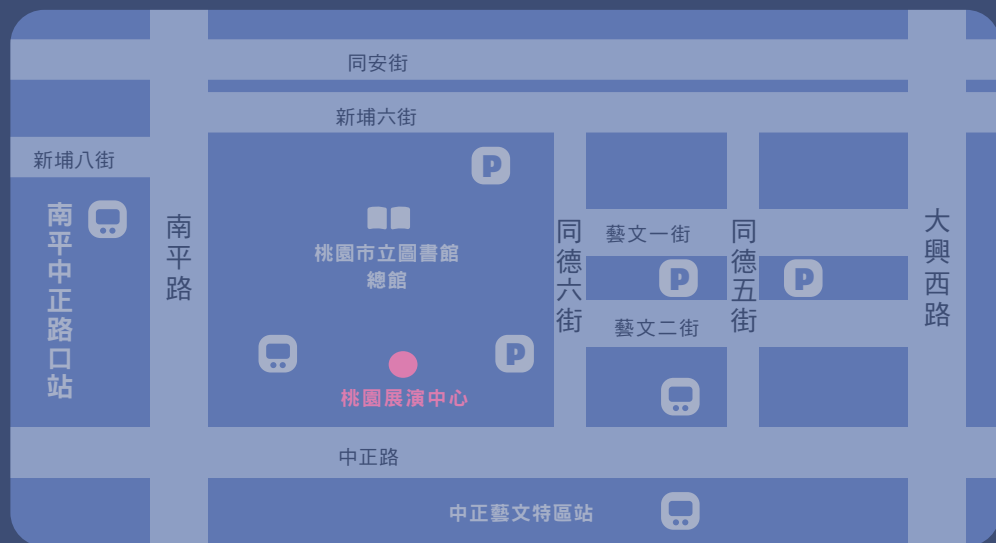 同安街
新埔六街
新埔八街
P
南平中正路口站
南平路
桃園市立圖書館
總館
同德六街
藝文一街
同德五街
大興西路
P
P
藝文二街
P
桃園展演中心
中正路
中正藝文特區站